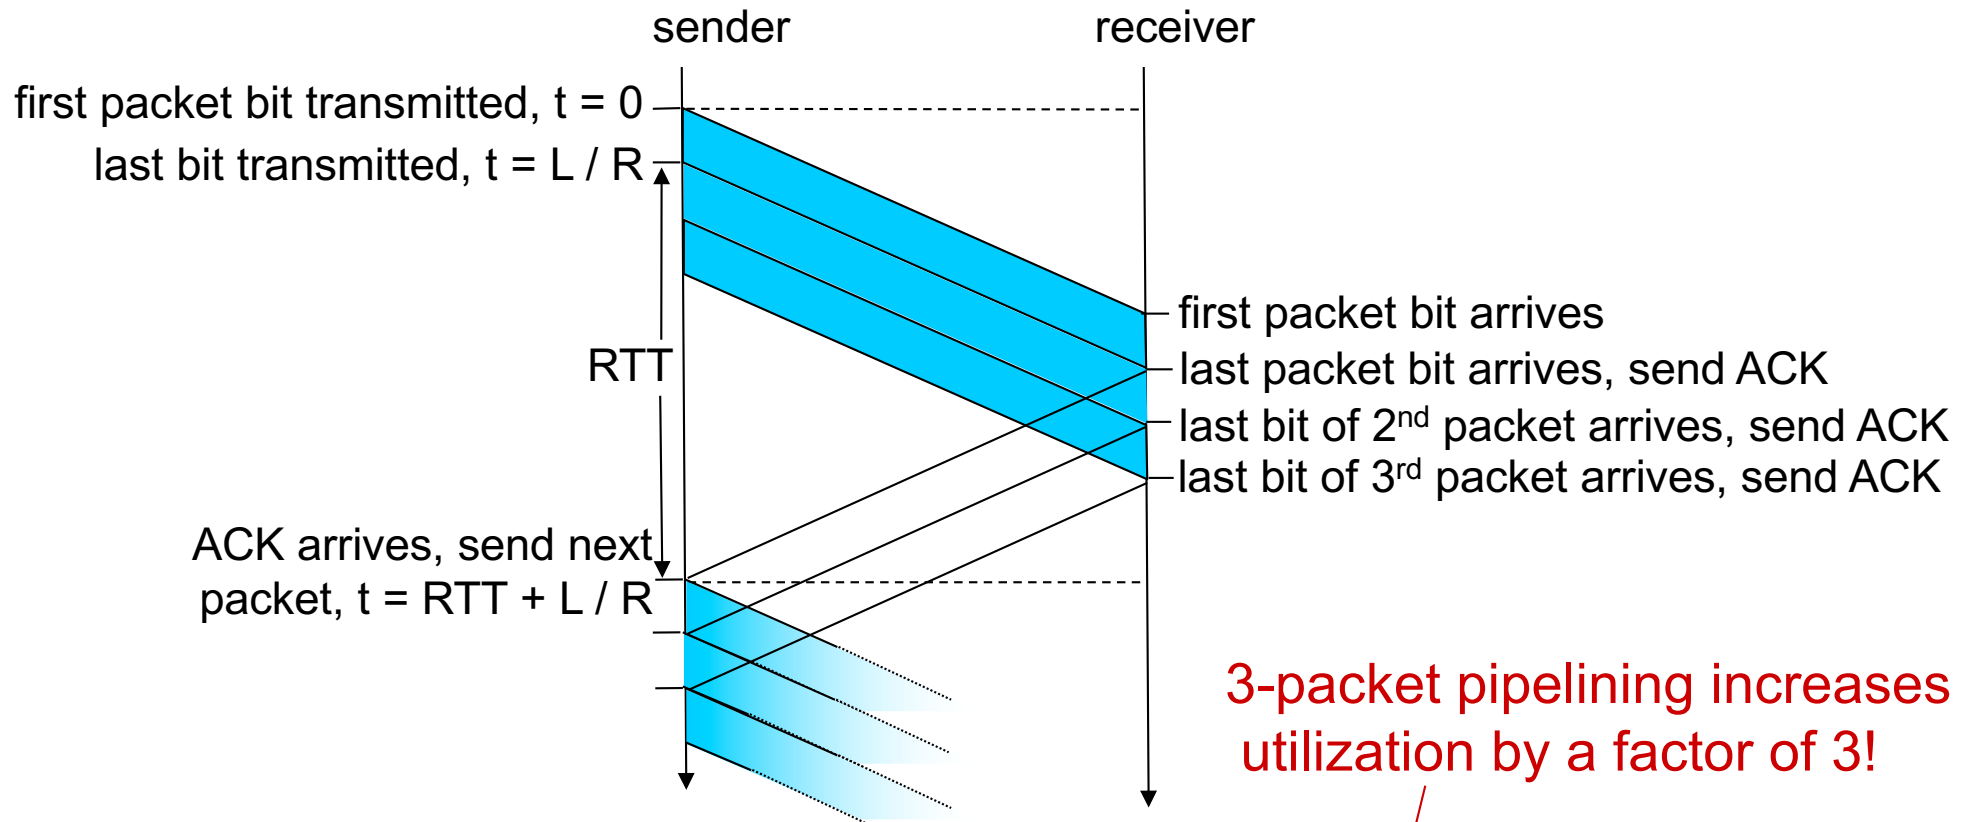 sender
receiver
first packet bit transmitted, t = 0
last bit transmitted, t = L / R
first packet bit arrives
RTT
last packet bit arrives, send ACK
last bit of 2nd packet arrives, send ACK
last bit of 3rd packet arrives, send ACK
ACK arrives, send next
packet, t = RTT + L / R
3-packet pipelining increases
utilization by a factor of 3!